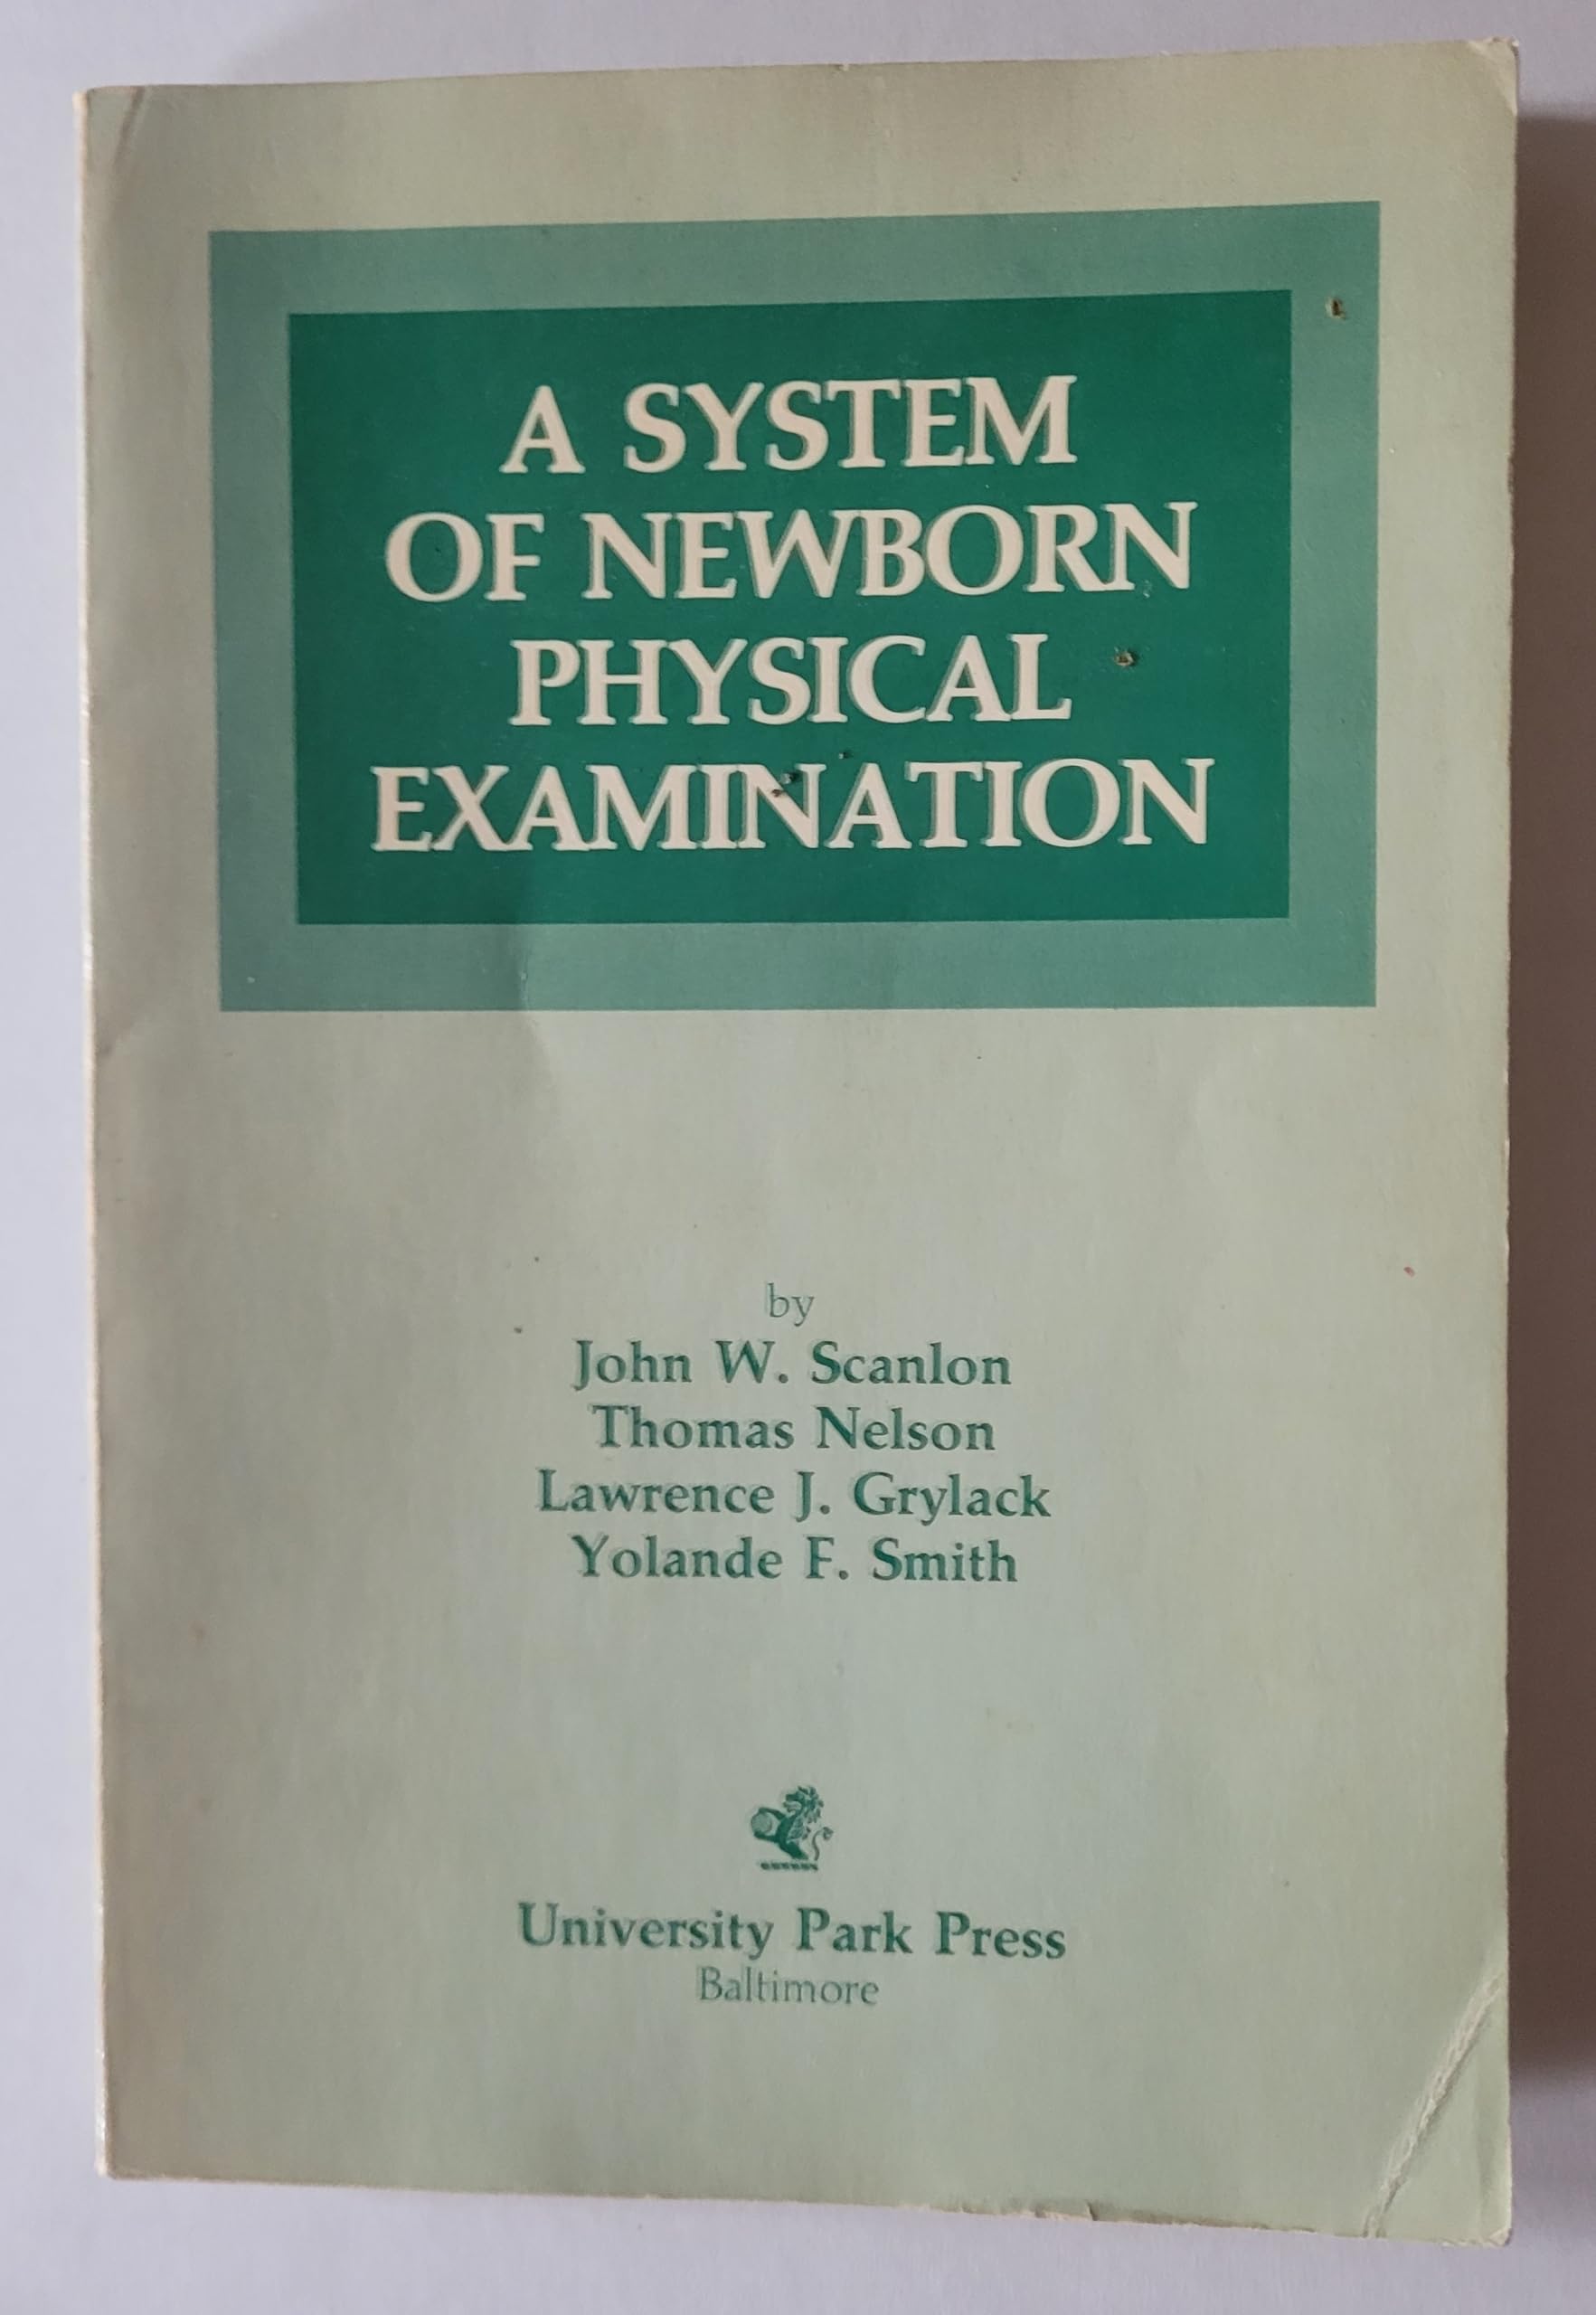 A SYSTEM
OF NEWBORN
PHYSICAL
EXAMINATION
by
John W. Scanlon
Thomas Nelson
Lawrence J. Grylack
Yolande F. Smith
University Park Press
Baltimore